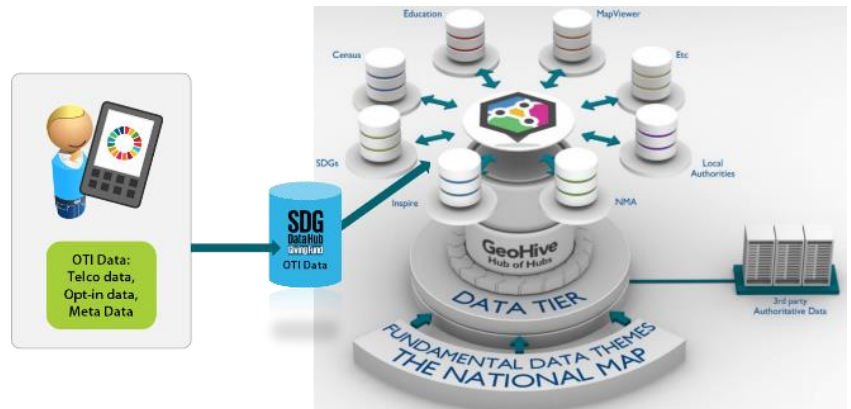 Education
MapViewer
Census
Etc
SDGs
Local
Authorities
Inspire
NMA
OTI Data:
Telco data,
Opt-in data,
Meta Data
SDG
DataHub
Giving Fund
OTI Data
GeoHive
Hub of Hubs
DATA TIER
3rd party
Authoritative Data
FUNDAMENTAL DATA THEMES
THE NATIONAL MAP